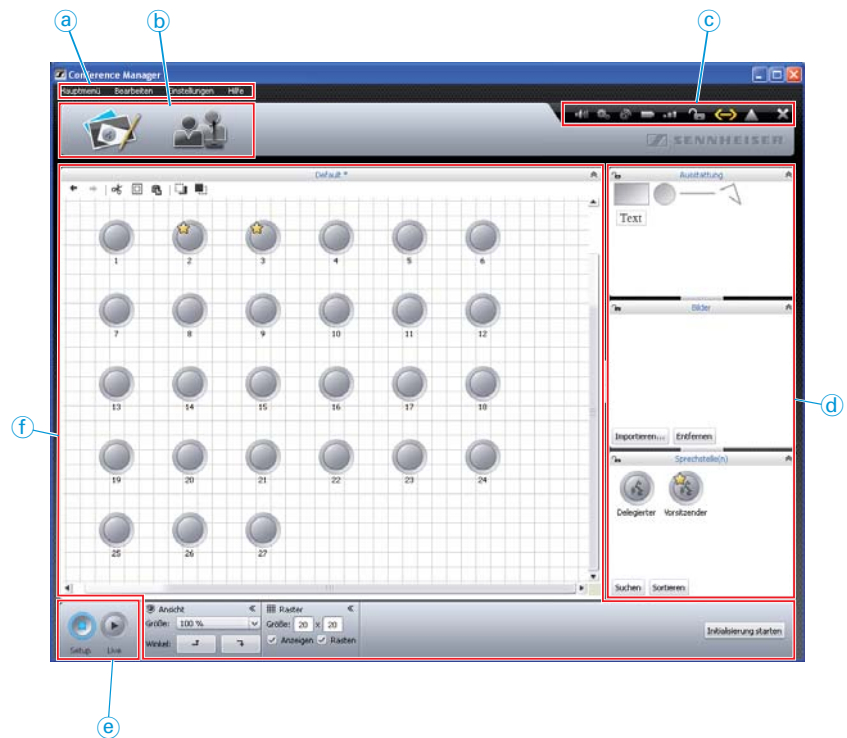 a b c
Conference Manager
Hauptmenü Bearbeiten Einstellungen Hilfe
SENNHEISER
Default *
Ausstattung
Text
1 2 3 4 5 6
Bilder
7 8 9 10 11 12
13 14 15 16 17 18
d
f
Importieren... Entfernen
Sprechstelle(n)
19 20 21 22 23 24
Delegierter Vorsitzender
25 26 27
Suchen Sortieren
Ansicht
Raster
Größe: 100 %
Größe: 20 x 20
Winkel:
Anzeigen Rasten
Initialisierung starten
Setup Live
e